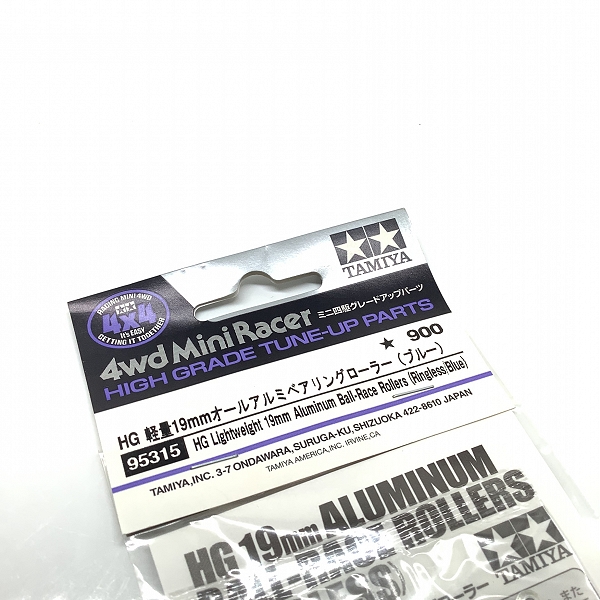 TAMIYA
RACING MINI 4WD
4x4
It's EASY
GETTING IT TOGETHER
4wd Mini Racer
ミニ四駆グレードアップパーツ
HIGH GRADE TUNE-UP PARTS
★ 900
HG 軽量19mmオールアルミベアリングローラー（ブルー）
95315 HG Lightweight 19mm Aluminum Ball-Race Rollers (Ringless/Blue)
TAMIYA, INC. 3-7 ONDAWARA, SURUGA-KU, SHIZUOKA 422-8610 JAPAN
TAMIYA AMERICA, INC. IRVINE, CA
HG 19mm ALUMINUM
BALL-RACE ROLLERS
TAMIYA
また